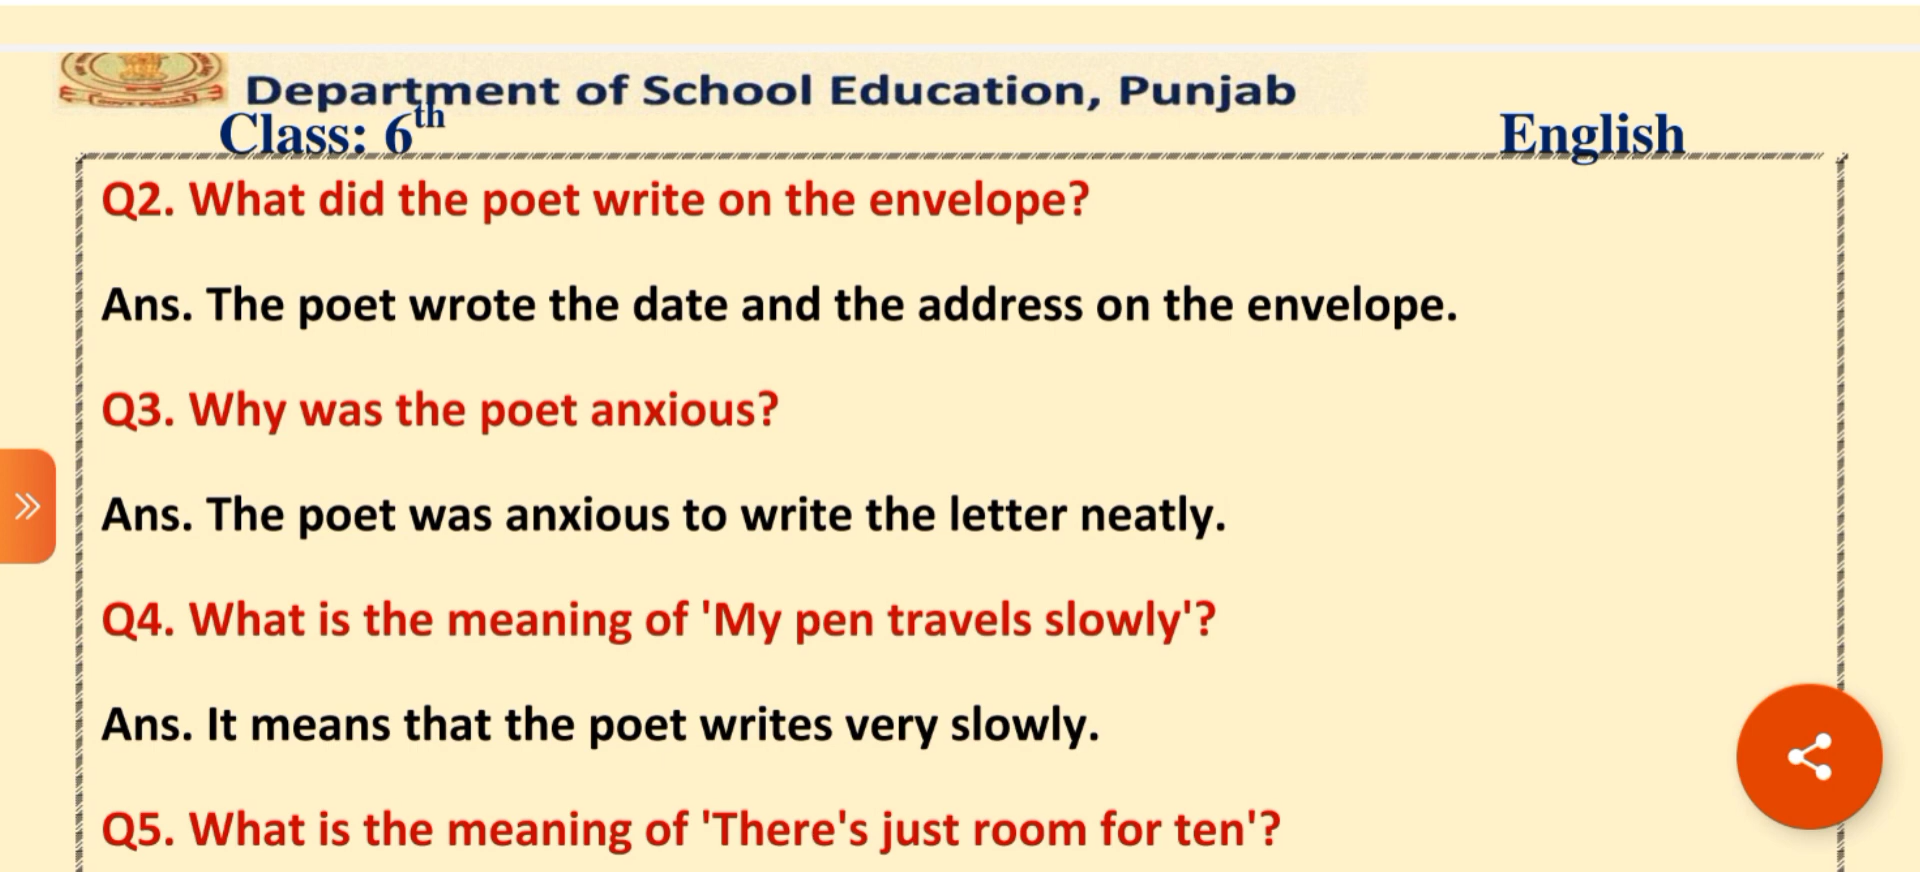 Department of School Education, Punjab
Class: 6th
English
Q2. What did the poet write on the envelope?
Ans. The poet wrote the date and the address on the envelope.
Q3. Why was the poet anxious?
Ans. The poet was anxious to write the letter neatly.
Q4. What is the meaning of 'My pen travels slowly'?
Ans. It means that the poet writes very slowly.
Q5. What is the meaning of 'There's just room for ten'?